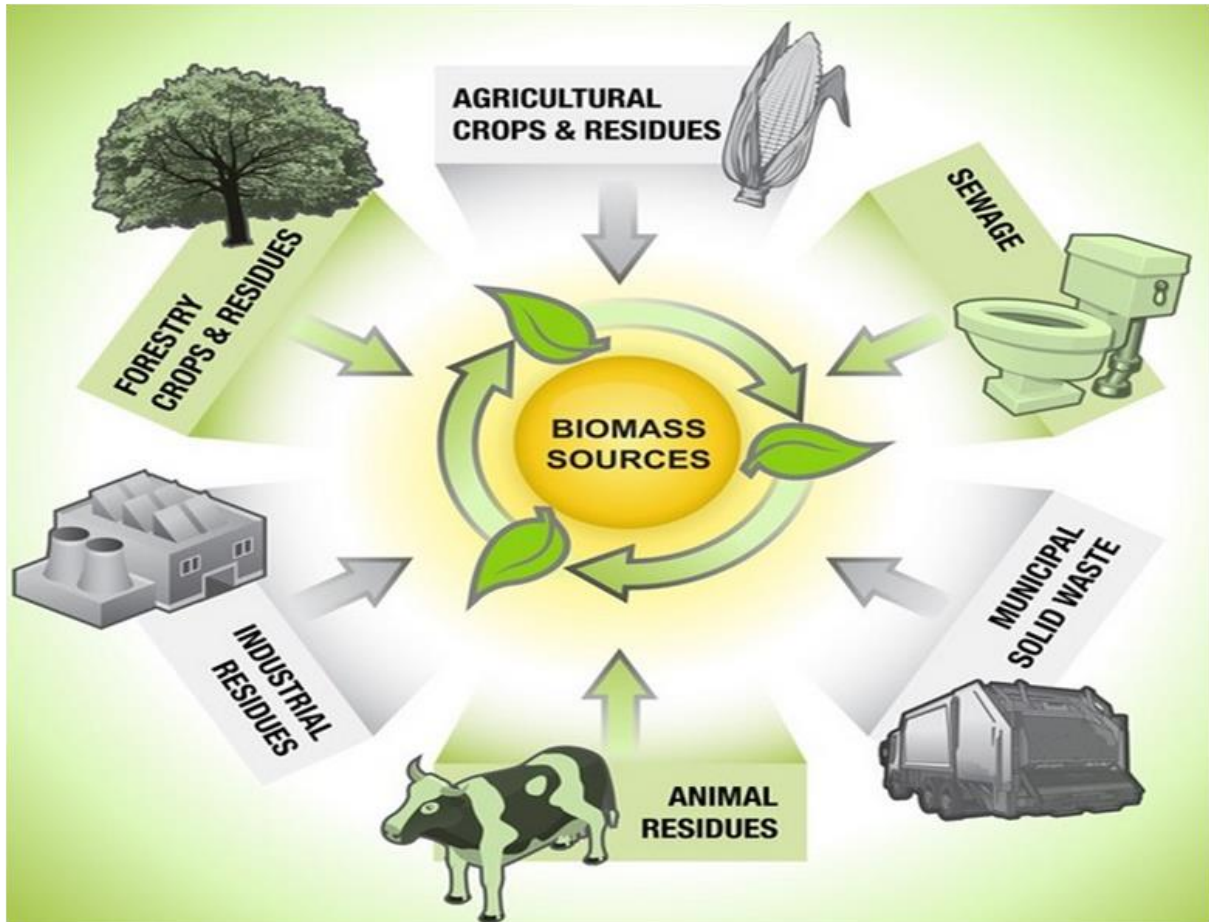 AGRICULTURAL
CROPS & RESIDUES
SEWAGE
FORESTRY
CROPS & RESIDUES
BIOMASS
SOURCES
INDUSTRIAL
RESIDUES
MUNICIPAL
SOLID WASTE
ANIMAL
RESIDUES